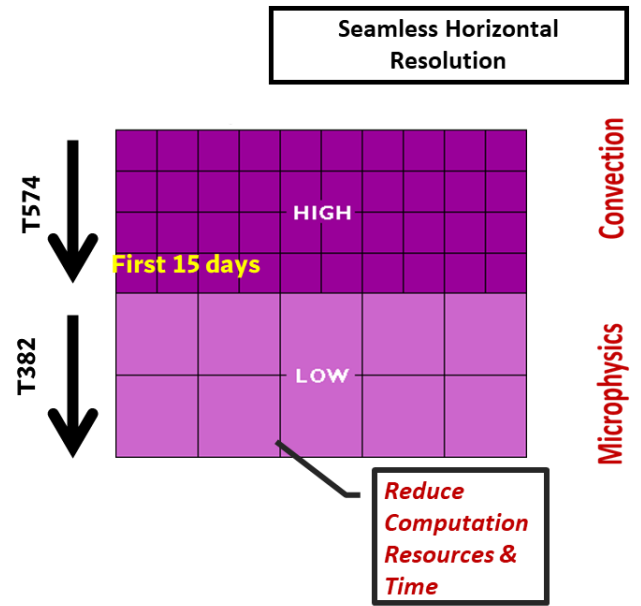 Seamless Horizontal
Resolution
T574
HIGH
Convection
First 15 days
T382
LOW
Microphysics
Reduce
Computation
Resources &
Time